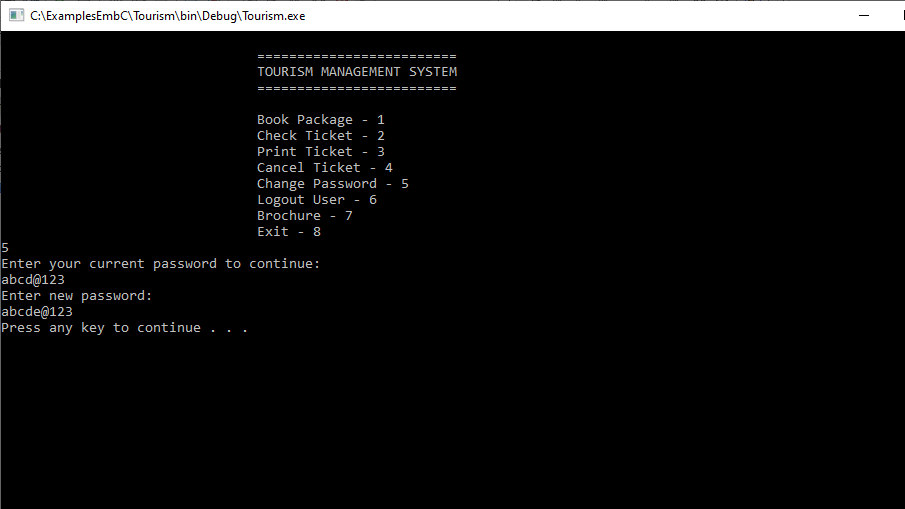 C:\ExamplesEmbC\Tourism\bin\Debug\Tourism.exe
=========================
TOURISM MANAGEMENT SYSTEM
=========================
Book Package - 1
Check Ticket - 2
Print Ticket - 3
Cancel Ticket - 4
Change Password - 5
Logout User - 6
Brochure - 7
Exit - 8
5
Enter your current password to continue:
abcd@123
Enter new password:
abcde@123
Press any key to continue . . .